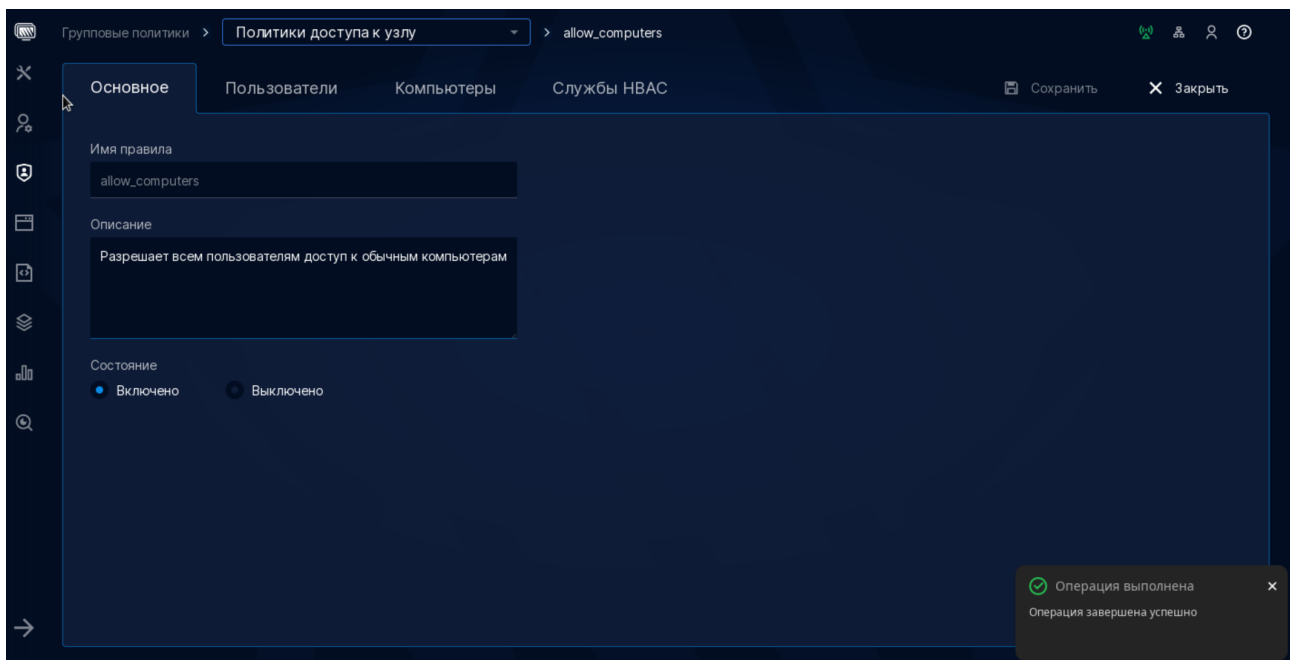 Групповые политики > Политики доступа к узлу > allow_computers
Основное Пользователи Компьютеры Службы HBAC Сохранить Закрыть
Имя правила
allow_computers
Описание
Разрешает всем пользователям доступ к обычным компьютерам
Состояние
Включено Выключено
Операция выполнена
Операция завершена успешно